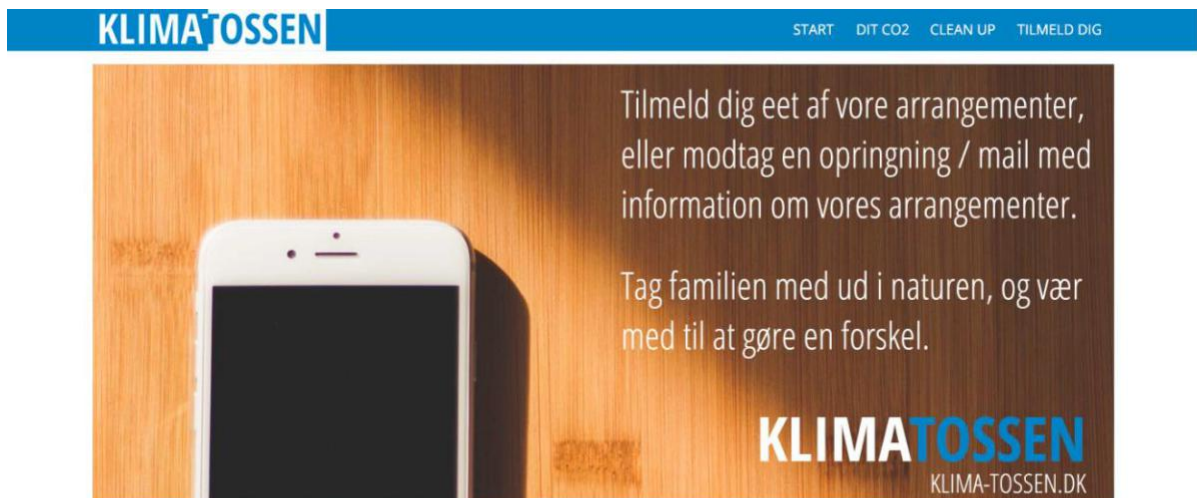 KLIMATOSSEN
START DIT CO2 CLEAN UP TILMELD DIG
Tilmeld dig eet af vore arrangementer,
eller modtag en opringning / mail med
information om vores arrangementer.
Tag familien med ud i naturen, og vær
med til at gøre en forskel.
KLIMATOSSEN
KLIMA-TOSSEN.DK